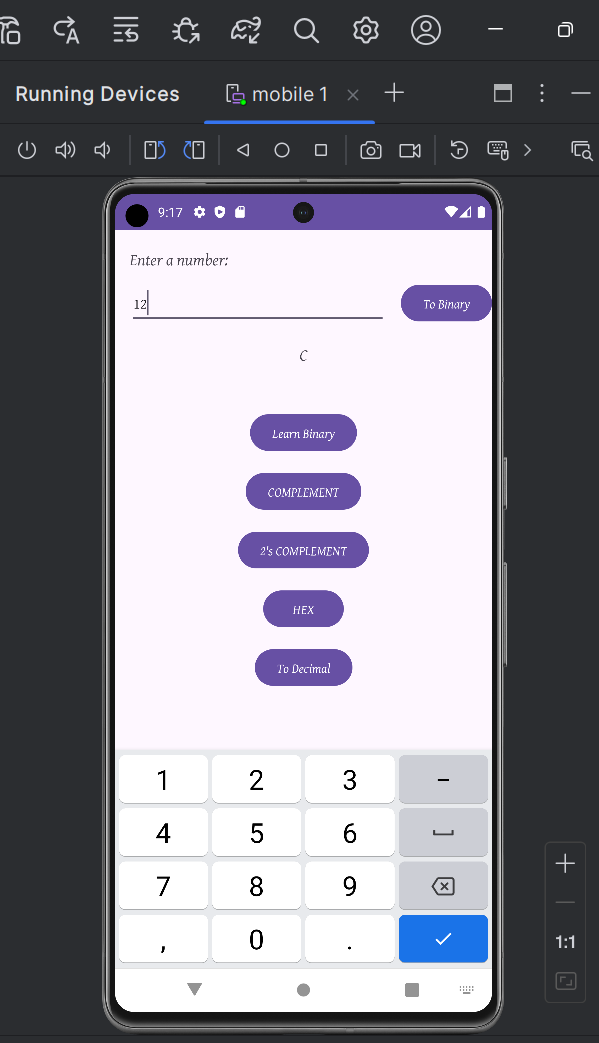 Running Devices mobile 1
9:17
Enter a number:
12 To Binary
C
Learn Binary
COMPLEMENT
2's COMPLEMENT
HEX
To Decimal
1 2 3 –
4 5 6
7 8 9
, 0 .
1:1